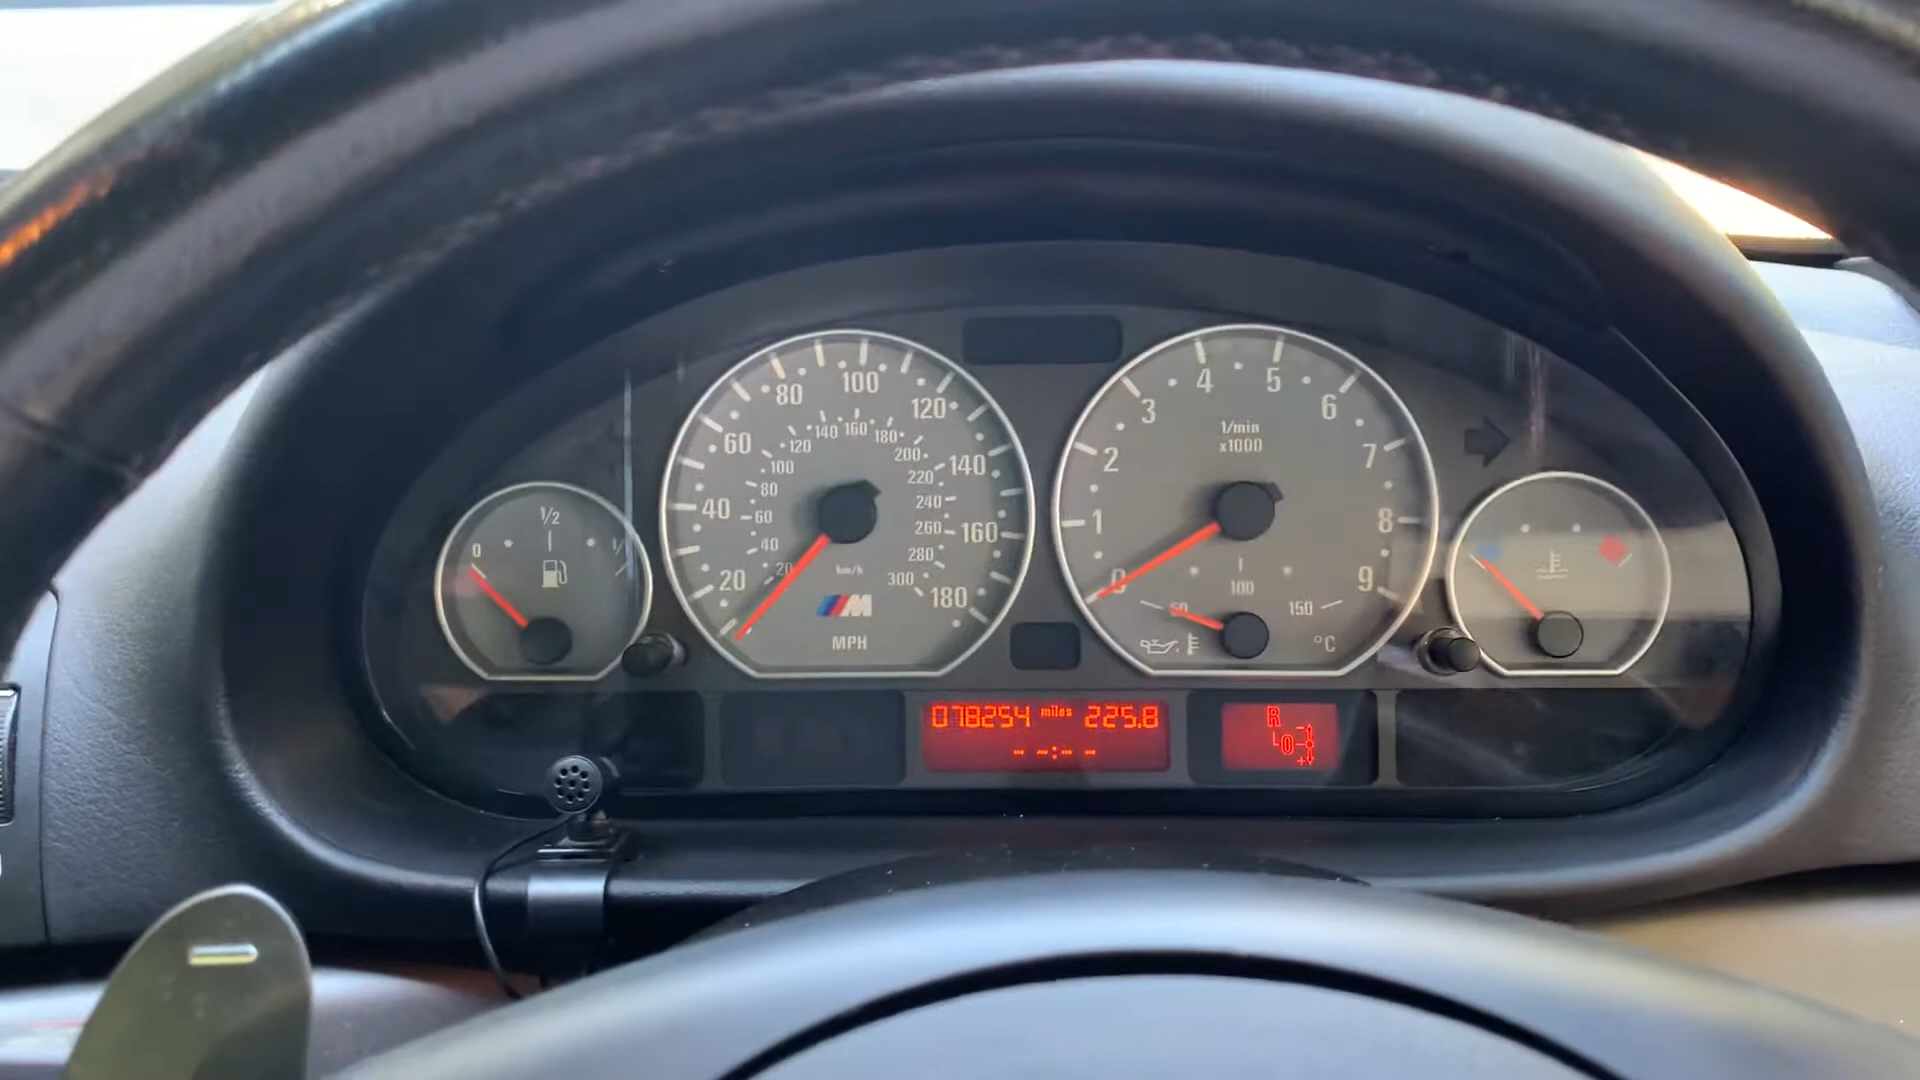 0 1/2
20 40 60 80 100 120 140 160 180
20 40 60 80 100 120 140 160 180 200 220 240 260 280 300
km/h
M
MPH
0 1 2 3 4 5 6 7 8 9
1/min
x1000
50 100 150
°C
078254 miles 225.8
- -:- -
R
0